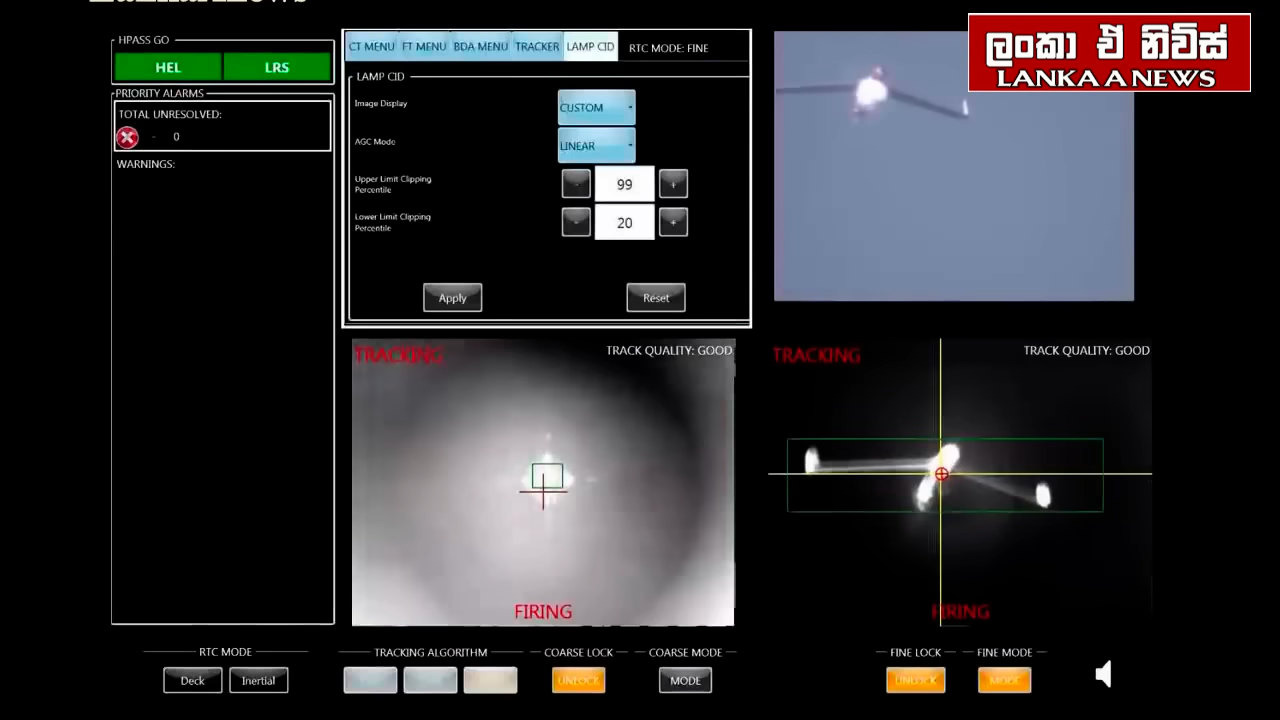 ලංකා ඒ නිව්ස්
LANKA A NEWS
HPASS GO
HEL
LRS
PRIORITY ALARMS
TOTAL UNRESOLVED:
- 0
WARNINGS:
CT MENU
FT MENU
BDA MENU
TRACKER
LAMP CID
RTC MODE: FINE
LAMP CID
Image Display
CUSTOM
AGC Mode
LINEAR
Upper Limit Clipping
Percentile
- 99 +
Lower Limit Clipping
Percentile
- 20 +
Apply
Reset
TRACKING
TRACK QUALITY: GOOD
FIRING
TRACKING
TRACK QUALITY: GOOD
FIRING
RTC MODE
Deck
Inertial
TRACKING ALGORITHM
COARSE LOCK
UNLOCK
COARSE MODE
MODE
FINE LOCK
UNLOCK
FINE MODE
MODE